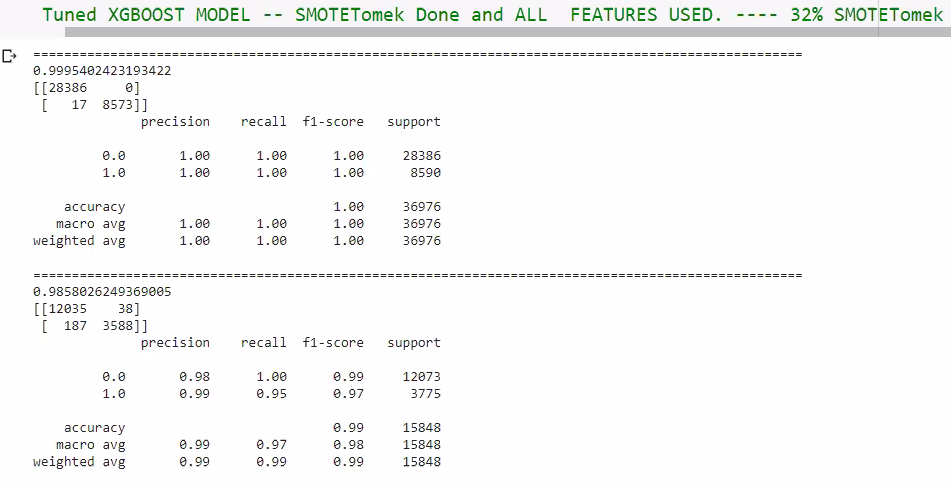 Tuned XGBOOST MODEL -- SMOTETomek Done and ALL FEATURES USED. ---- 32% SMOTETomek
====================================================================================================
0.9995402423193422
[[28386 0]
[ 17 8573]]
precision recall f1-score support
0.0 1.00 1.00 1.00 28386
1.0 1.00 1.00 1.00 8590
accuracy 1.00 36976
macro avg 1.00 1.00 1.00 36976
weighted avg 1.00 1.00 1.00 36976
====================================================================================================
0.9858026249369005
[[12035 38]
[ 187 3588]]
precision recall f1-score support
0.0 0.98 1.00 0.99 12073
1.0 0.99 0.95 0.97 3775
accuracy 0.99 15848
macro avg 0.99 0.97 0.98 15848
weighted avg 0.99 0.99 0.99 15848